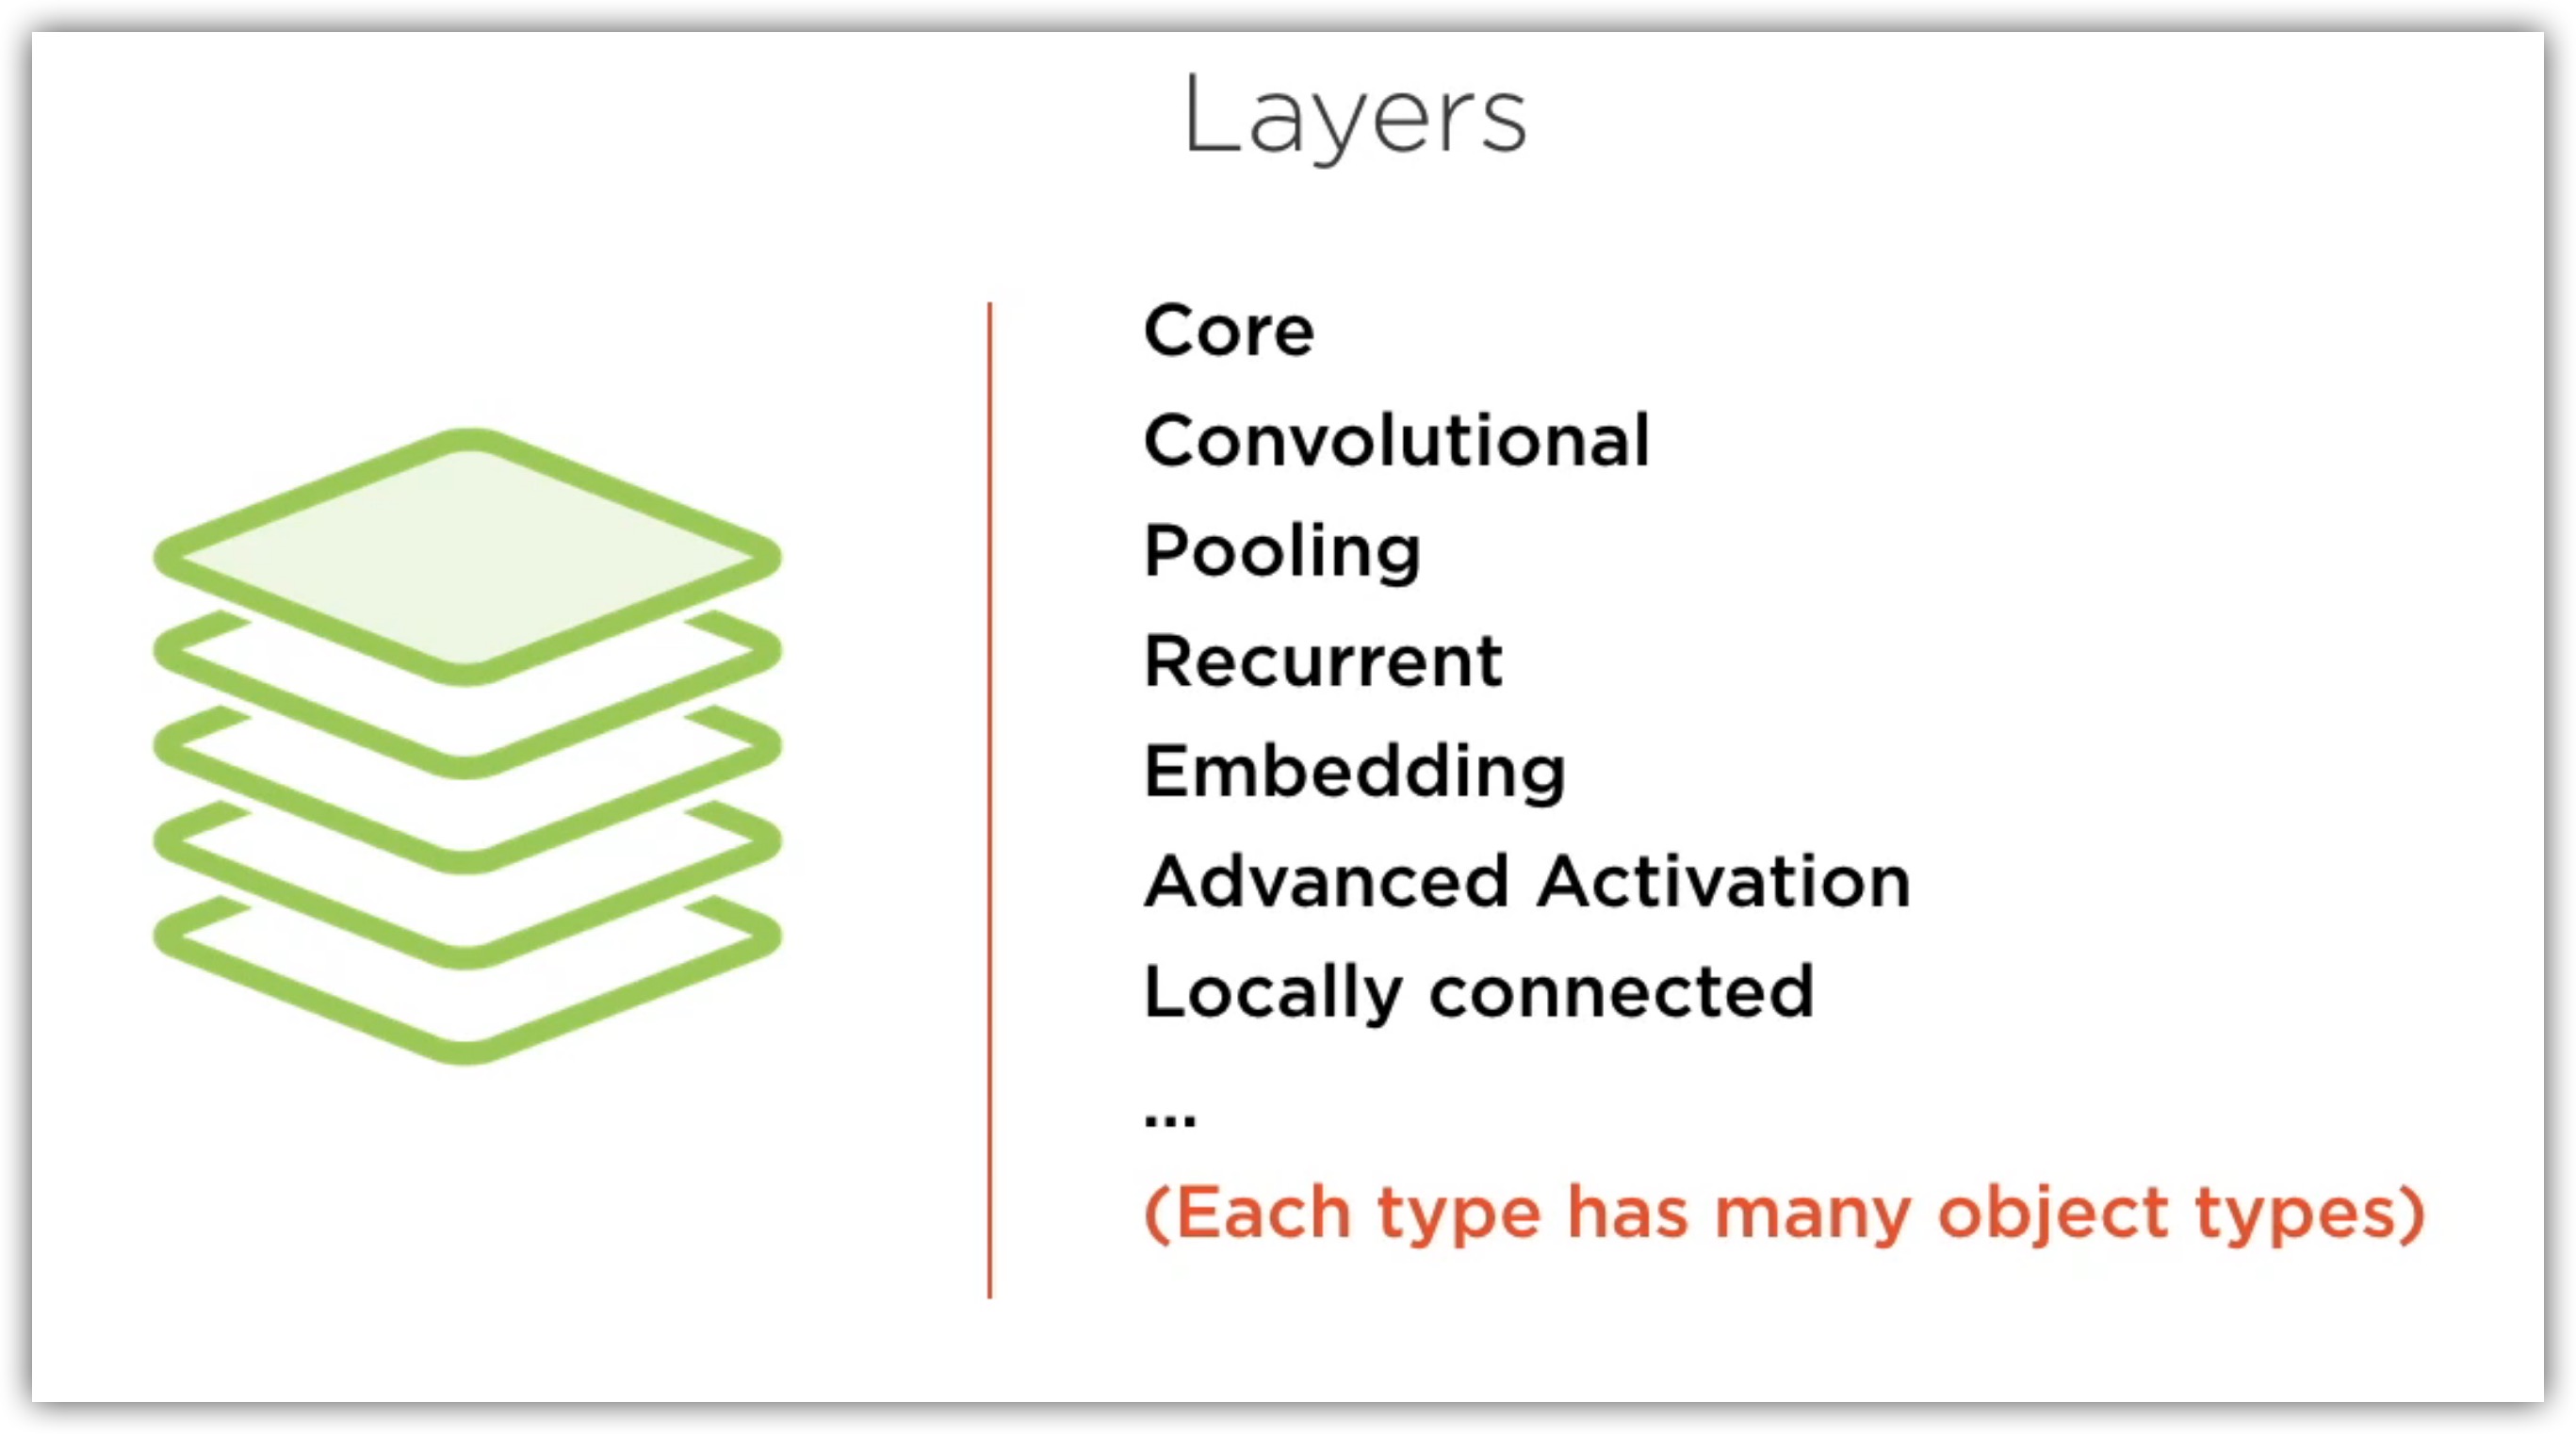 Layers
Core
Convolutional
Pooling
Recurrent
Embedding
Advanced Activation
Locally connected
...
(Each type has many object types)